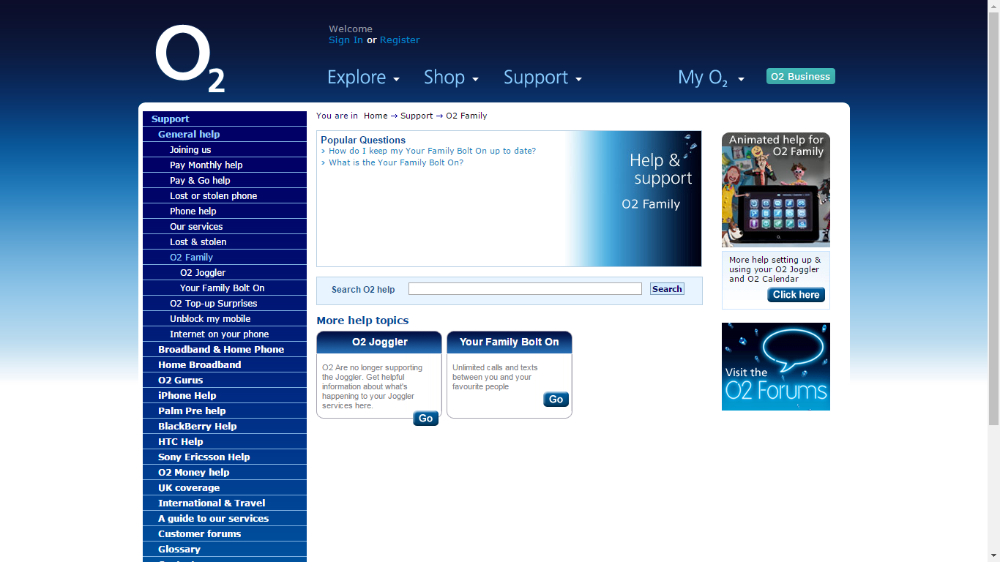 O2
Welcome
Sign In or Register
Explore
Shop
Support
My O2
O2 Business
Support
General help
Joining us
Pay Monthly help
Pay & Go help
Lost or stolen phone
Phone help
Our services
Lost & stolen
O2 Family
O2 Joggler
Your Family Bolt On
O2 Top-up Surprises
Unblock my mobile
Internet on your phone
Broadband & Home Phone
Home Broadband
O2 Gurus
iPhone Help
Palm Pre help
BlackBerry Help
HTC Help
Sony Ericsson Help
O2 Money help
UK coverage
International & Travel
A guide to our services
Customer forums
Glossary
You are in Home → Support → O2 Family
Popular Questions
How do I keep my Your Family Bolt On up to date?
What is the Your Family Bolt On?
Help &
support
O2 Family
Search O2 help
Search
More help topics
O2 Joggler
O2 Are no longer supporting
the Joggler. Get helpful
information about what's
happening to your Joggler
services here.
Go
Your Family Bolt On
Unlimited calls and texts
between you and your
favourite people
Go
Animated help for
O2 Family
More help setting up &
using your O2 Joggler
and O2 Calendar
Click here
Visit the
O2 Forums